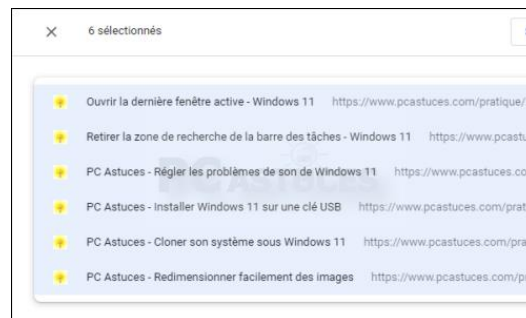 6 sélectionnés
Ouvrir la dernière fenêtre active - Windows 11 https://www.pcastuces.com/pratique/
Retirer la zone de recherche de la barre des tâches - Windows 11 https://www.pcastu
PC Astuces - Régler les problèmes de son de Windows 11 https://www.pcastuces.co
PC ASTUCES
PC Astuces - Installer Windows 11 sur une clé USB https://www.pcastuces.com/prat
PC Astuces - Cloner son système sous Windows 11 https://www.pcastuces.com/pra
PC Astuces - Redimensionner facilement des images https://www.pcastuces.com/p